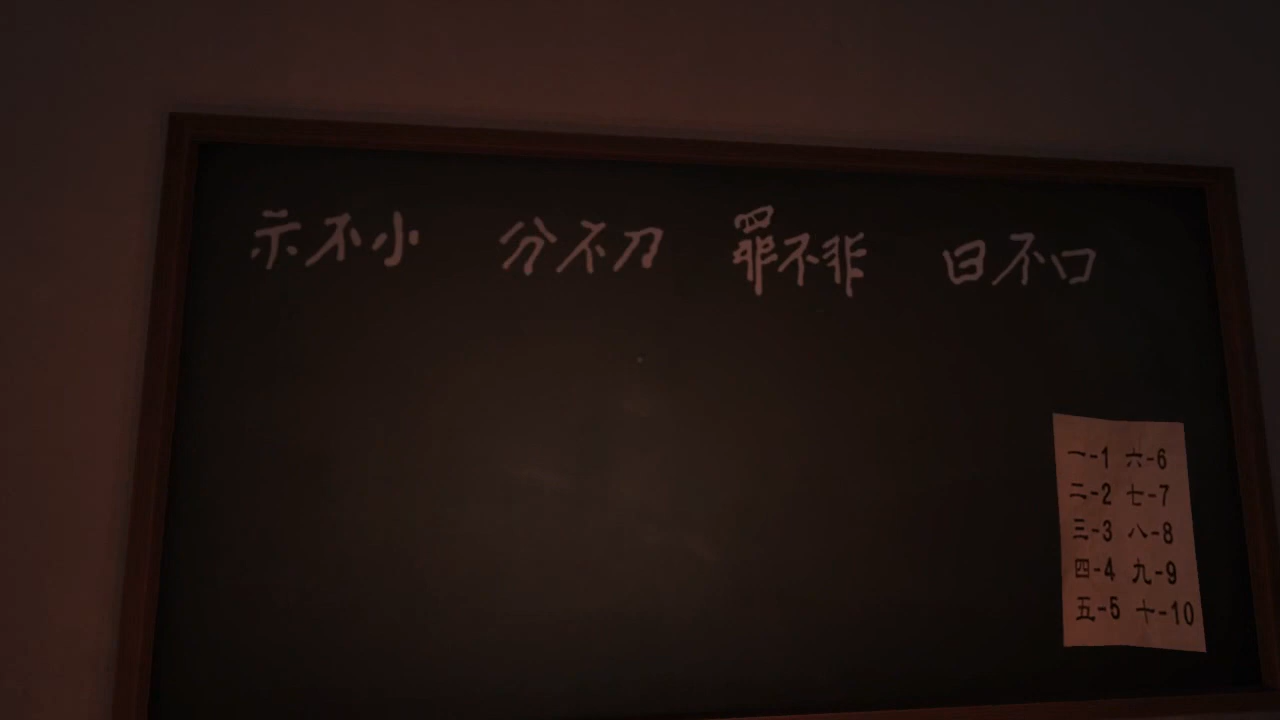 示不小 分不刀 罪不非 日不口
一-1 六-6
二-2 七-7
三-3 八-8
四-4 九-9
五-5 十-10